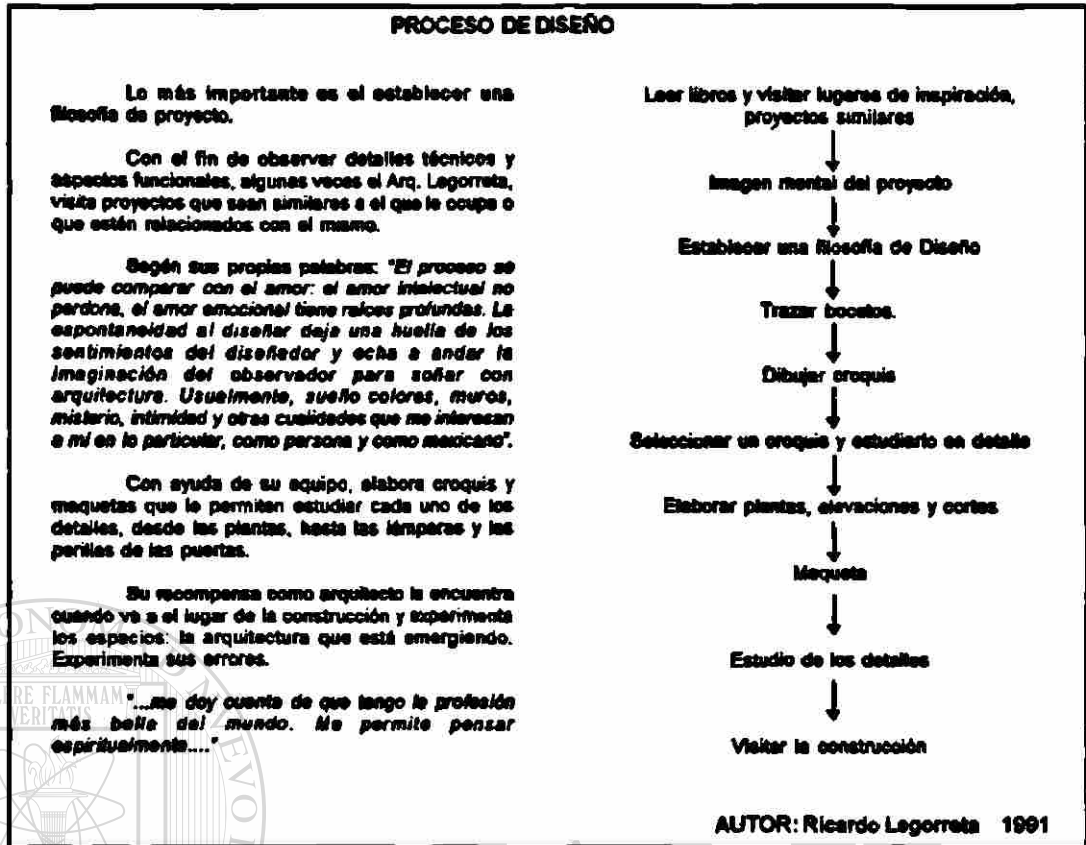 PROCESO DE DISEÑO
Lo más importante es el establecer una
filosofía de proyecto.
Con el fin de observar detalles técnicos y
aspectos funcionales, algunas veces el Arq. Legorreta,
visita proyectos que sean similares a el que le ocupa o
que estén relacionados con el mismo.
Según sus propias palabras: "El proceso se
puede comparar con el amor: el amor intelectual no
perdona, el amor emocional tiene raíces profundas. La
espontaneidad al diseñar deja una huella de los
sentimientos del diseñador y echa a andar la
imaginación del observador para soñar con
arquitectura. Usualmente, sueño colores, muros,
misterio, intimidad y otras cualidades que me interesan
a mí en lo particular, como persona y como mexicano".
Con ayuda de su equipo, elabora croquis y
maquetas que le permiten estudiar cada uno de los
detalles, desde las plantas, hasta las lámparas y las
perillas de las puertas.
Su recompensa como arquitecto la encuentra
cuando va a el lugar de la construcción y experimenta
los espacios: la arquitectura que está emergiendo.
Experimenta sus errores.
"...me doy cuenta de que tengo la profesión
más bella del mundo. Me permite pensar
espiritualmente...."
Leer libros y visitar lugares de inspiración,
proyectos similares
Imagen mental del proyecto
Establecer una filosofía de Diseño
Trazar bocetos.
Dibujar croquis
Seleccionar un croquis y estudiarlo en detalle
Elaborar plantas, elevaciones y cortes
Maqueta
Estudio de los detalles
Visitar la construcción
AUTOR: Ricardo Legorreta 1991
FLAMMAM
VERITATIS